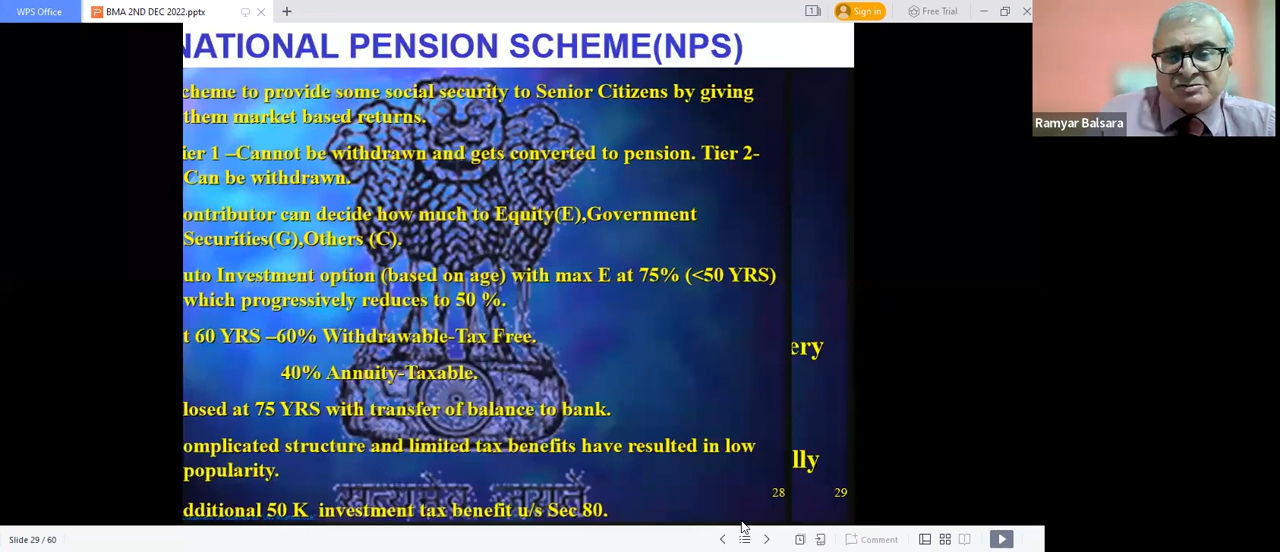 WPS Office
BMA 2ND DEC 2022.pptx
1
Sign in
Free Trial
NATIONAL PENSION SCHEME(NPS)
cheme to provide some social security to Senior Citizens by giving
them market based returns.
ier 1 –Cannot be withdrawn and gets converted to pension. Tier 2-
Can be withdrawn.
ontributor can decide how much to Equity(E),Government
Securities(G),Others (C).
uto Investment option (based on age) with max E at 75% (<50 YRS)
which progressively reduces to 50 %.
t 60 YRS –60% Withdrawable-Tax Free.
40% Annuity-Taxable.
losed at 75 YRS with transfer of balance to bank.
omplicated structure and limited tax benefits have resulted in low
popularity.
dditional 50 K investment tax benefit u/s Sec 80.
सत्यमेव जयते
ery
lly
28
29
Ramyar Balsara
Slide 29 / 60
Comment